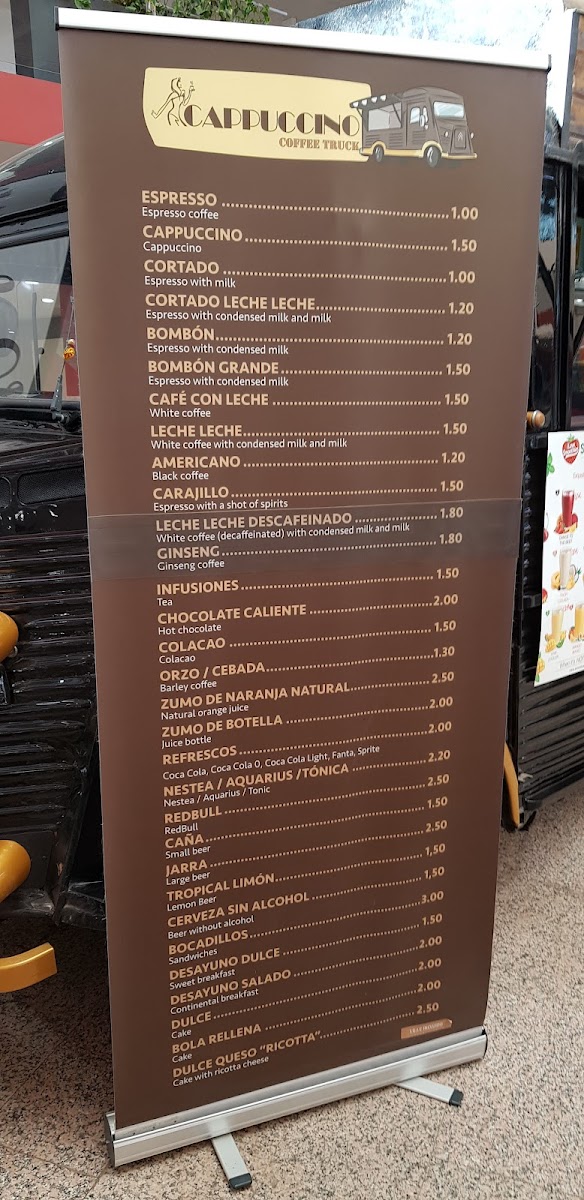 CAPPUCCINO
COFFEE TRUCK
ESPRESSO 1.00
Espresso coffee
CAPPUCCINO 1.50
Cappuccino
CORTADO 1.00
Espresso with milk
CORTADO LECHE LECHE 1.20
Espresso with condensed milk and milk
BOMBÓN 1.20
Espresso with condensed milk
BOMBÓN GRANDE 1.50
Espresso with condensed milk
CAFÉ CON LECHE 1.50
White coffee
LECHE LECHE 1.50
White coffee with condensed milk and milk
AMERICANO 1.20
Black coffee
CARAJILLO 1.50
Espresso with a shot of spirits
LECHE LECHE DESCAFEINADO 1.80
White coffee (decaffeinated) with condensed milk and milk
GINSENG 1.80
Ginseng coffee
INFUSIONES 1.50
Tea
CHOCOLATE CALIENTE 2.00
Hot chocolate
COLACAO 1.50
Colacao
ORZO / CEBADA 1.30
Barley coffee
ZUMO DE NARANJA NATURAL 2.50
Natural orange juice
ZUMO DE BOTELLA 2.00
Juice bottle
REFRESCOS 2.00
Coca Cola, Coca Cola 0, Coca Cola Light, Fanta, Sprite
NESTEA / AQUARIUS /TÓNICA 2.20
Nestea / Aquarius / Tonic
REDBULL 2.50
RedBull
CAÑA 1.50
Small beer
JARRA 2.50
Large beer
TROPICAL LIMÓN 1,50
Lemon Beer
CERVEZA SIN ALCOHOL 1,50
Beer without alcohol
BOCADILLOS 3.00
Sandwiches
DESAYUNO DULCE 1.50
Sweet breakfast
DESAYUNO SALADO 2.00
Continental breakfast
DULCE 2.00
Cake
BOLA RELLENA 2.00
Cake
DULCE QUESO "RICOTTA" 2.50
Cake with ricotta cheese